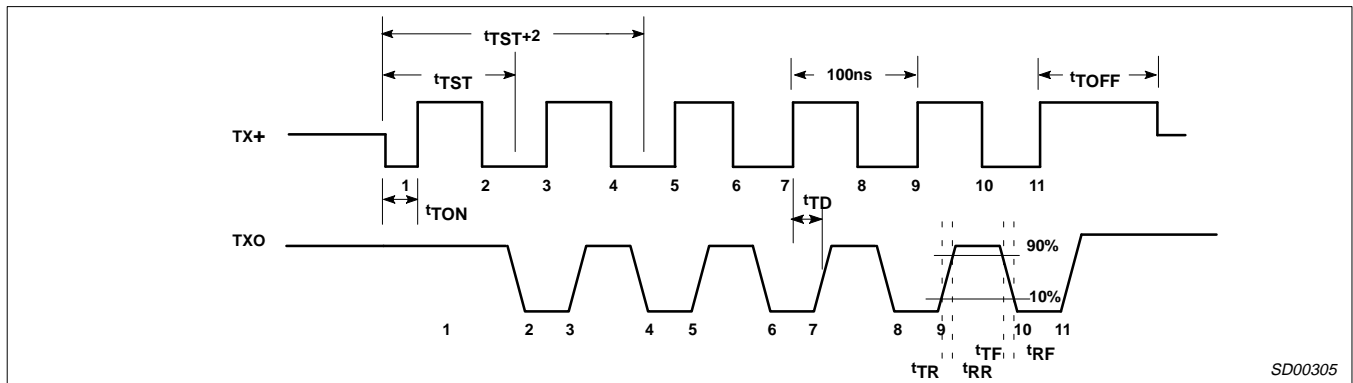 tTST+2
tTST
100ns
tTOFF
TX+
1 2 3 4 5 6 7 8 9 10 11
tTON
tTD
TXO
90%
10%
1 2 3 4 5 6 7 8 9 10 11
tTF tRF
tTR tRR
SD00305